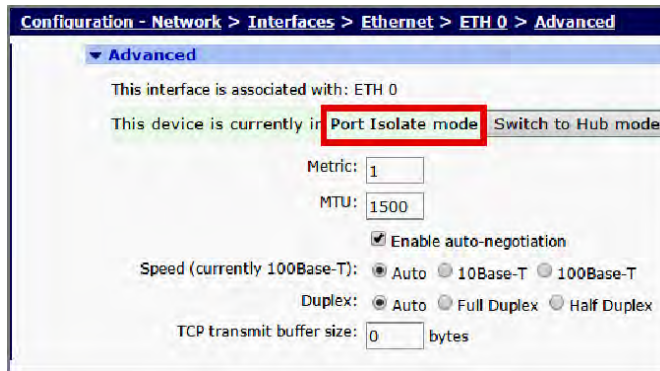 Configuration - Network > Interfaces > Ethernet > ETH 0 > Advanced
Advanced
This interface is associated with: ETH 0
This device is currently in Port Isolate mode Switch to Hub mode
Metric: 1
MTU: 1500
Enable auto-negotiation
Speed (currently 100Base-T): Auto 10Base-T 100Base-T
Duplex: Auto Full Duplex Half Duplex
TCP transmit buffer size: 0 bytes